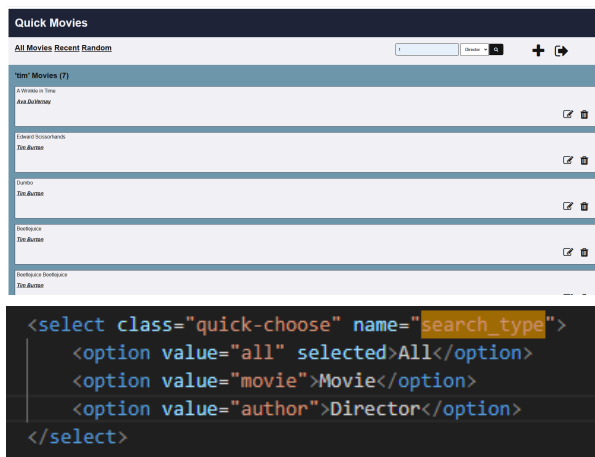 Quick Movies
All Movies Recent Random
t Director
'tim' Movies (7)
A Wrinkle in Time
Ava DuVernay
Edward Scissorhands
Tim Burton
Dumbo
Tim Burton
Beetlejuice
Tim Burton
Beetlejuice Beetlejuice
Tim Burton
<select class="quick-choose" name="search_type">
<option value="all" selected>All</option>
<option value="movie">Movie</option>
<option value="author">Director</option>
</select>